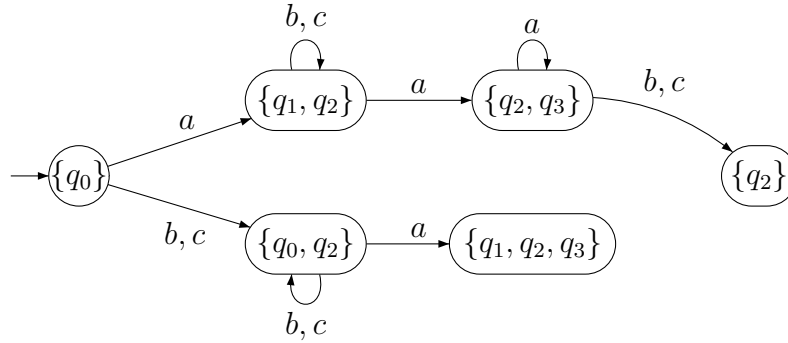 b, c
a
{q₁, q₂}
a
{q₂, q₃}
b, c
a
{q₀}
{q₂}
b, c
{q₀, q₂}
a
{q₁, q₂, q₃}
b, c